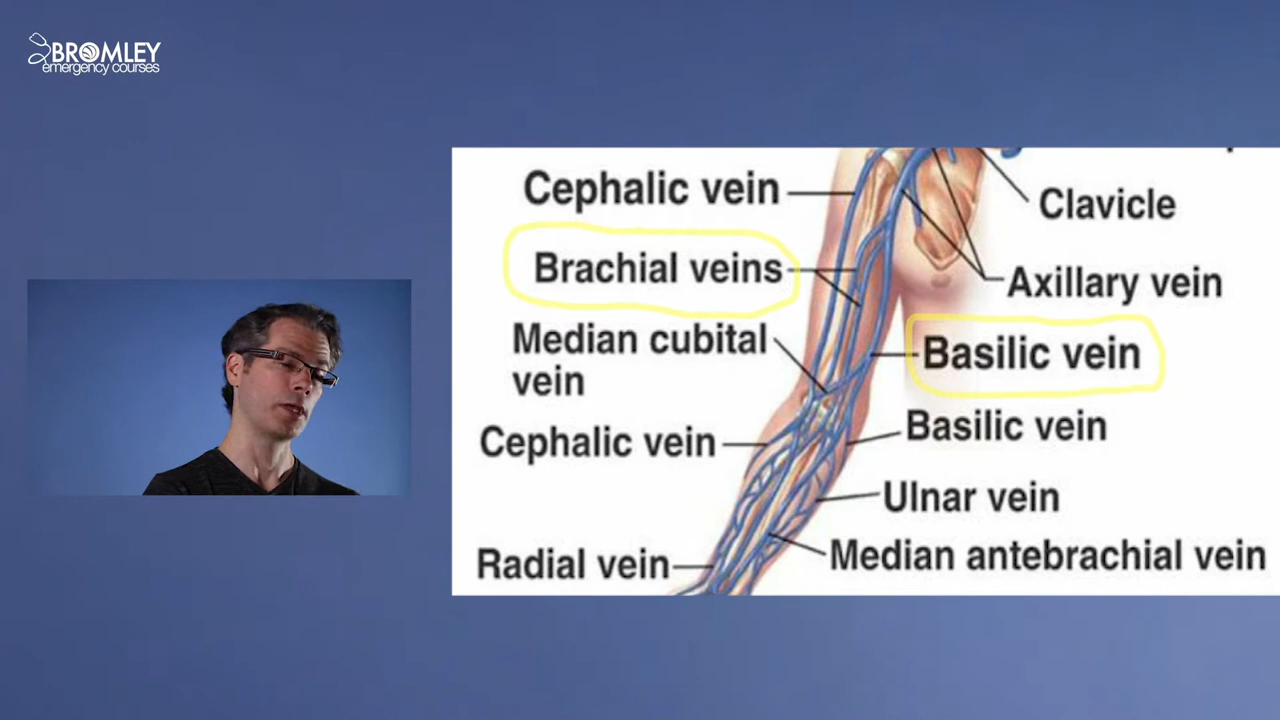 BROMLEY
emergency courses
Cephalic vein
Clavicle
Brachial veins
Axillary vein
Median cubital
vein
Basilic vein
Cephalic vein
Basilic vein
Ulnar vein
Radial vein
Median antebrachial vein